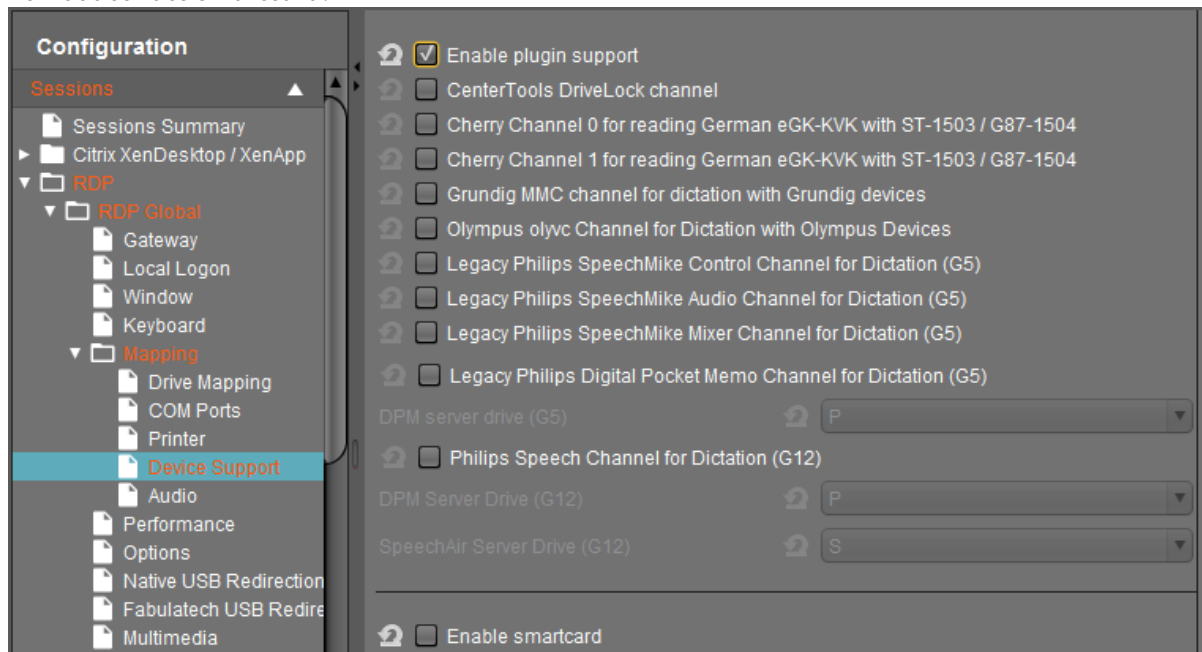 Configuration
Sessions
Sessions Summary
Citrix XenDesktop / XenApp
RDP
RDP Global
Gateway
Local Logon
Window
Keyboard
Mapping
Drive Mapping
COM Ports
Printer
Device Support
Audio
Performance
Options
Native USB Redirection
Fabulatech USB Redire
Multimedia
Enable plugin support
CenterTools DriveLock channel
Cherry Channel 0 for reading German eGK-KVK with ST-1503 / G87-1504
Cherry Channel 1 for reading German eGK-KVK with ST-1503 / G87-1504
Grundig MMC channel for dictation with Grundig devices
Olympus olyvc Channel for Dictation with Olympus Devices
Legacy Philips SpeechMike Control Channel for Dictation (G5)
Legacy Philips SpeechMike Audio Channel for Dictation (G5)
Legacy Philips SpeechMike Mixer Channel for Dictation (G5)
Legacy Philips Digital Pocket Memo Channel for Dictation (G5)
DPM server drive (G5) P
Philips Speech Channel for Dictation (G12)
DPM Server Drive (G12) P
SpeechAir Server Drive (G12) S
Enable smartcard